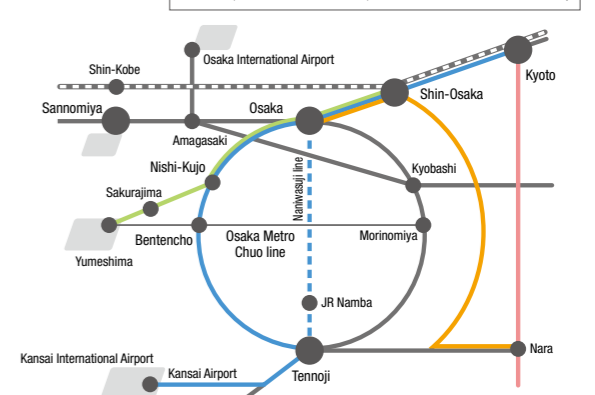 Osaka International Airport
Shin-Kobe
Kyoto
Shin-Osaka
Sannomiya
Osaka
Amagasaki
Nishi-Kujo
Kyobashi
Naniwasuji line
Sakurajima
Bentencho
Osaka Metro
Chuo line
Morinomiya
Yumeshima
JR Namba
Nara
Kansai International Airport
Kansai Airport
Tennoji